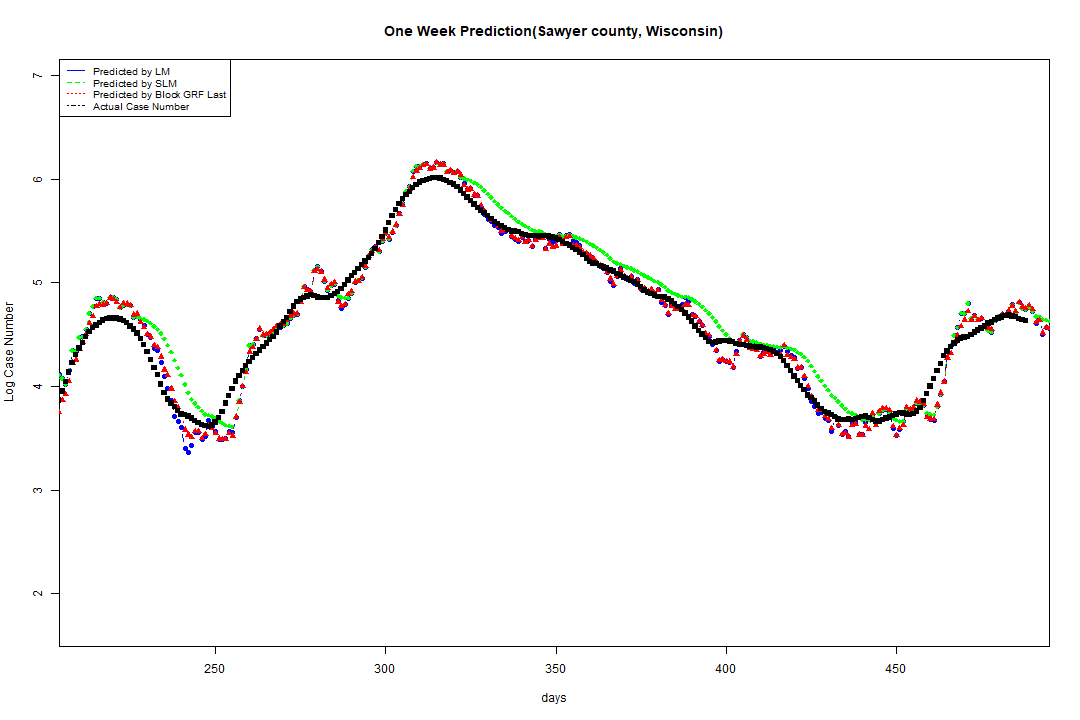 One Week Prediction(Sawyer county, Wisconsin)
Predicted by LM
Predicted by SLM
Predicted by Block GRF Last
Actual Case Number
7
6
5
4
3
2
Log Case Number
250
300
350
400
450
days